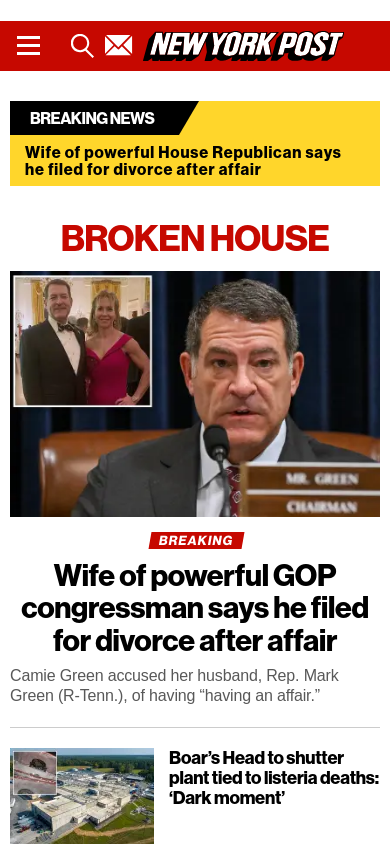 NEW YORK POST
BREAKING NEWS
Wife of powerful House Republican says
he filed for divorce after affair
BROKEN HOUSE
MR. GREEN
CHAIRMAN
BREAKING
Wife of powerful GOP
congressman says he filed
for divorce after affair
Camie Green accused her husband, Rep. Mark
Green (R-Tenn.), of having “having an affair.”
Boar’s Head to shutter
plant tied to listeria deaths:
‘Dark moment’